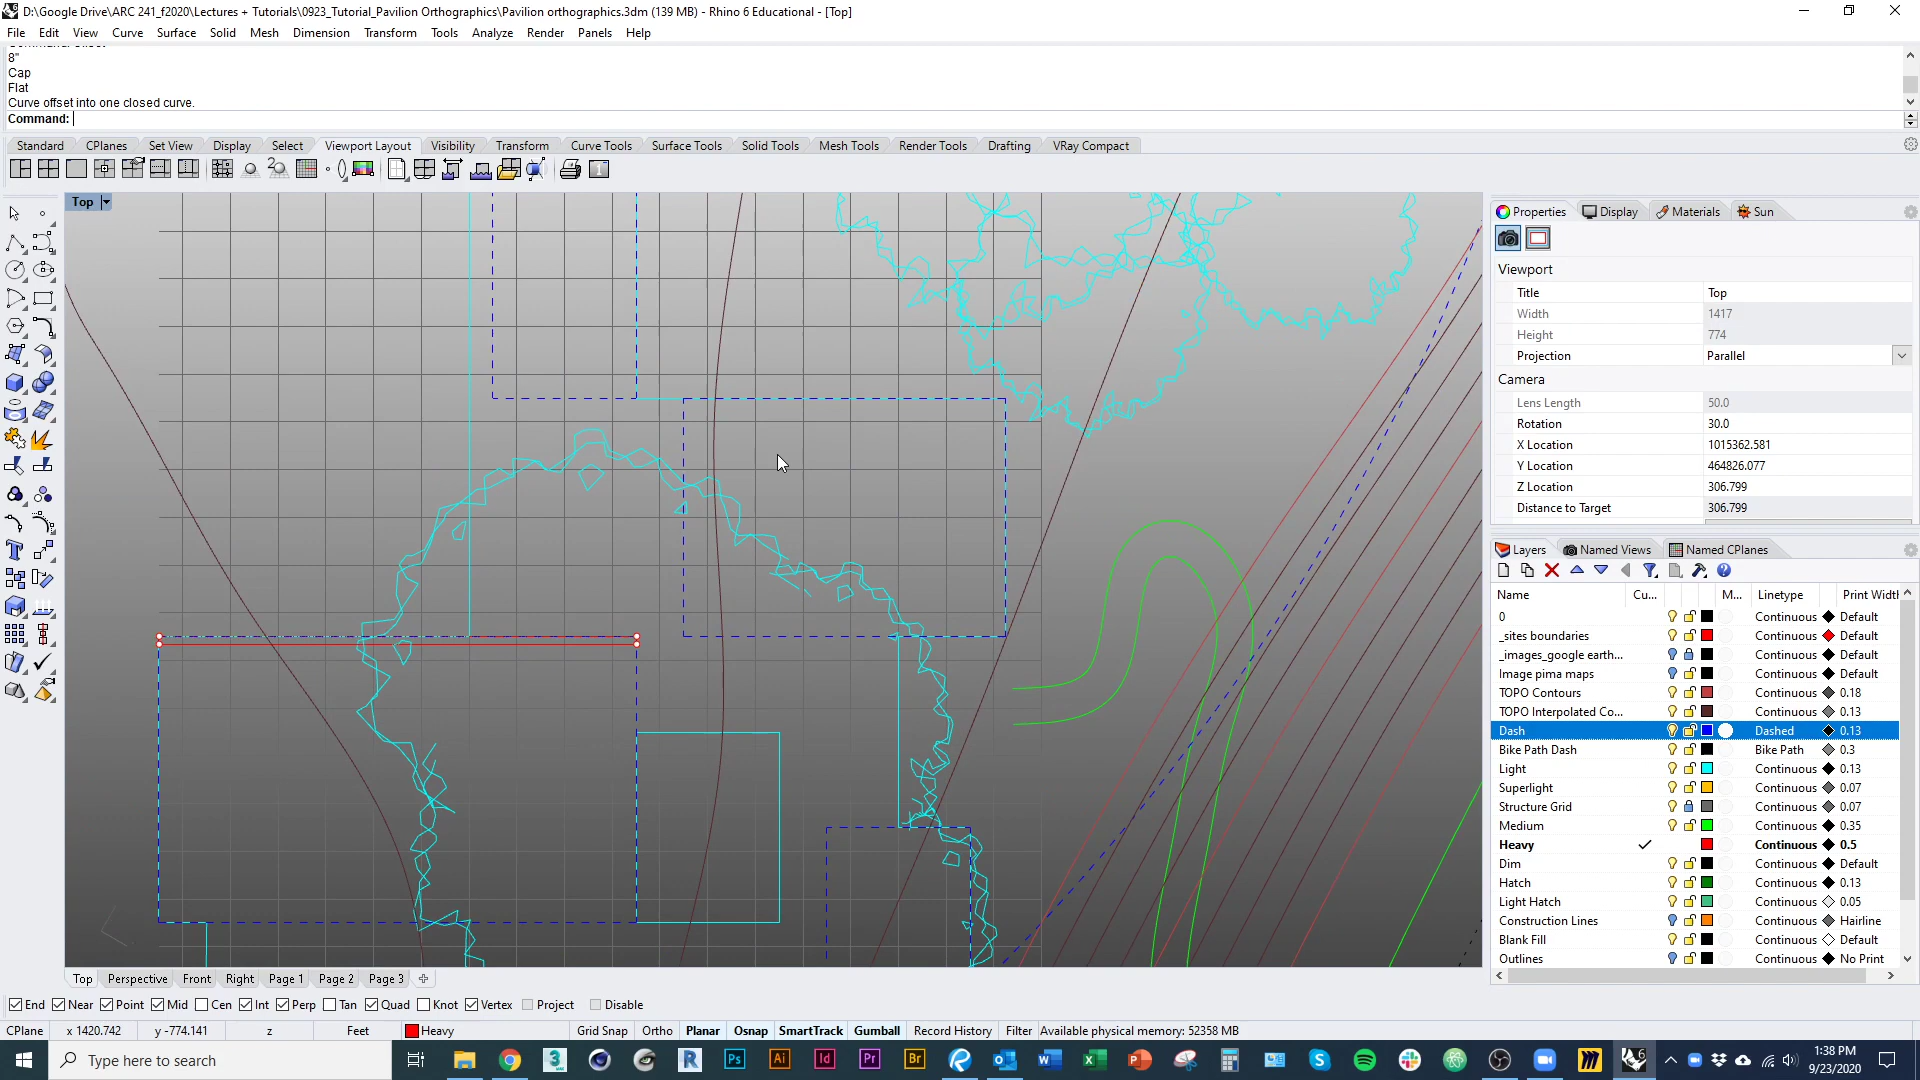 D:\Google Drive\ARC 241_f2020\Lectures + Tutorials\0923_Tutorial_Pavilion Orthographics\Pavilion orthographics.3dm (139 MB) - Rhino 6 Educational - [Top]
File Edit View Curve Surface Solid Mesh Dimension Transform Tools Analyze Render Panels Help
8"
Cap
Flat
Curve offset into one closed curve.
Command:
Standard CPlanes Set View Display Select Viewport Layout Visibility Transform Curve Tools Surface Tools Solid Tools Mesh Tools Render Tools Drafting VRay Compact
Top
Properties Display Materials Sun
Viewport
Title Top
Width 1417
Height 774
Projection Parallel
Camera
Lens Length 50.0
Rotation 30.0
X Location 1015362.581
Y Location 464826.077
Z Location 306.799
Distance to Target 306.799
Layers Named Views Named CPlanes
Name Cu... M... Linetype Print Width
0 Continuous Default
_sites boundaries Continuous Default
_images_google earth... Continuous Default
Image pima maps Continuous Default
TOPO Contours Continuous 0.18
TOPO Interpolated Co... Continuous 0.13
Dash Dashed 0.13
Bike Path Dash Bike Path 0.3
Light Continuous 0.13
Superlight Continuous 0.07
Structure Grid Continuous 0.07
Medium Continuous 0.35
Heavy Continuous 0.5
Dim Continuous Default
Hatch Continuous 0.13
Light Hatch Continuous 0.05
Construction Lines Continuous Hairline
Blank Fill Continuous Default
Outlines Continuous No Print
Top Perspective Front Right Page 1 Page 2 Page 3
End Near Point Mid Cen Int Perp Tan Quad Knot Vertex Project Disable
CPlane x 1420.742 y -774.141 z Feet Heavy Grid Snap Ortho Planar Osnap SmartTrack Gumball Record History Filter Available physical memory: 52358 MB
Type here to search
1:38 PM
9/23/2020